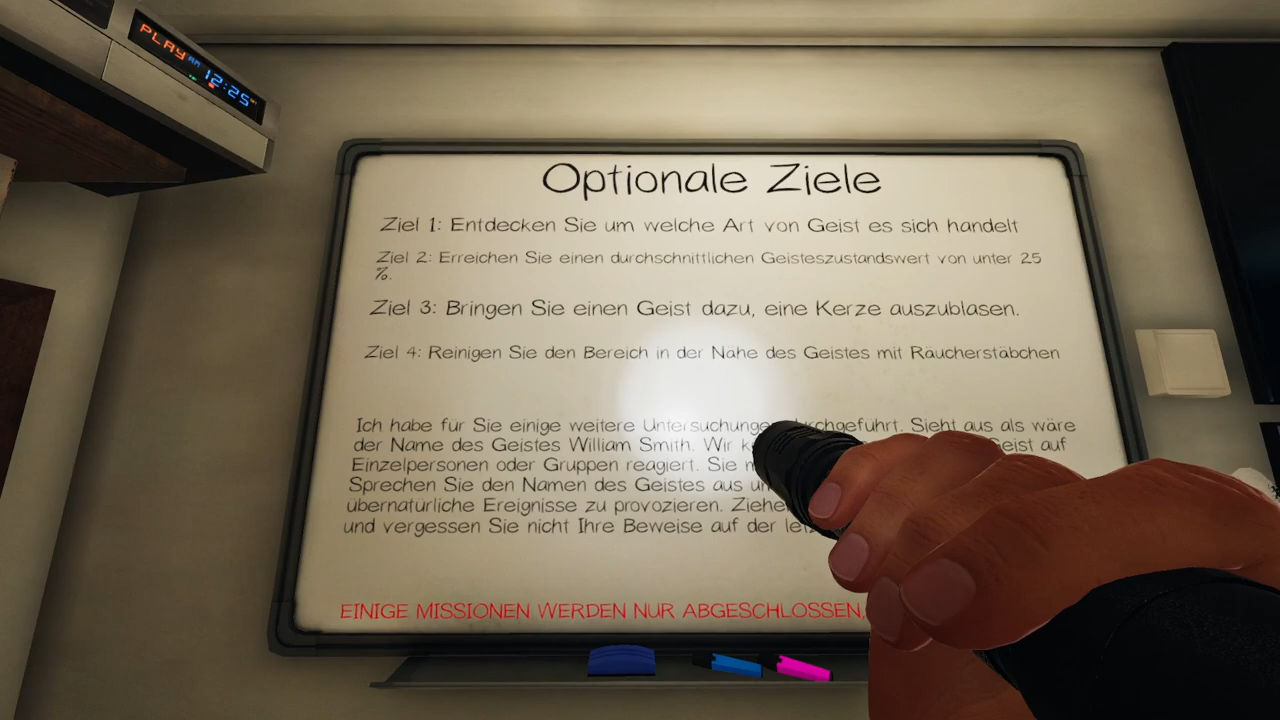 PLAY AM 12:25
Optionale Ziele
Ziel 1: Entdecken Sie um welche Art von Geist es sich handelt
Ziel 2: Erreichen Sie einen durchschnittlichen Geisteszustandswert von unter 25
%.
Ziel 3: Bringen Sie einen Geist dazu, eine Kerze auszublasen.
Ziel 4: Reinigen Sie den Bereich in der Nähe des Geistes mit Räucherstäbchen
Ich habe für Sie einige weitere Untersuchunge rchgeführt. Sieht aus als wäre
der Name des Geistes William Smith. Wir Geist auf
Einzelpersonen oder Gruppen reagiert. Sie
Sprechen Sie den Namen des Geistes aus
übernatürliche Ereignisse zu provozieren.
und vergessen Sie nicht Ihre Beweise auf der
EINIGE MISSIONEN WERDEN NUR ABGESCHLOSSEN,